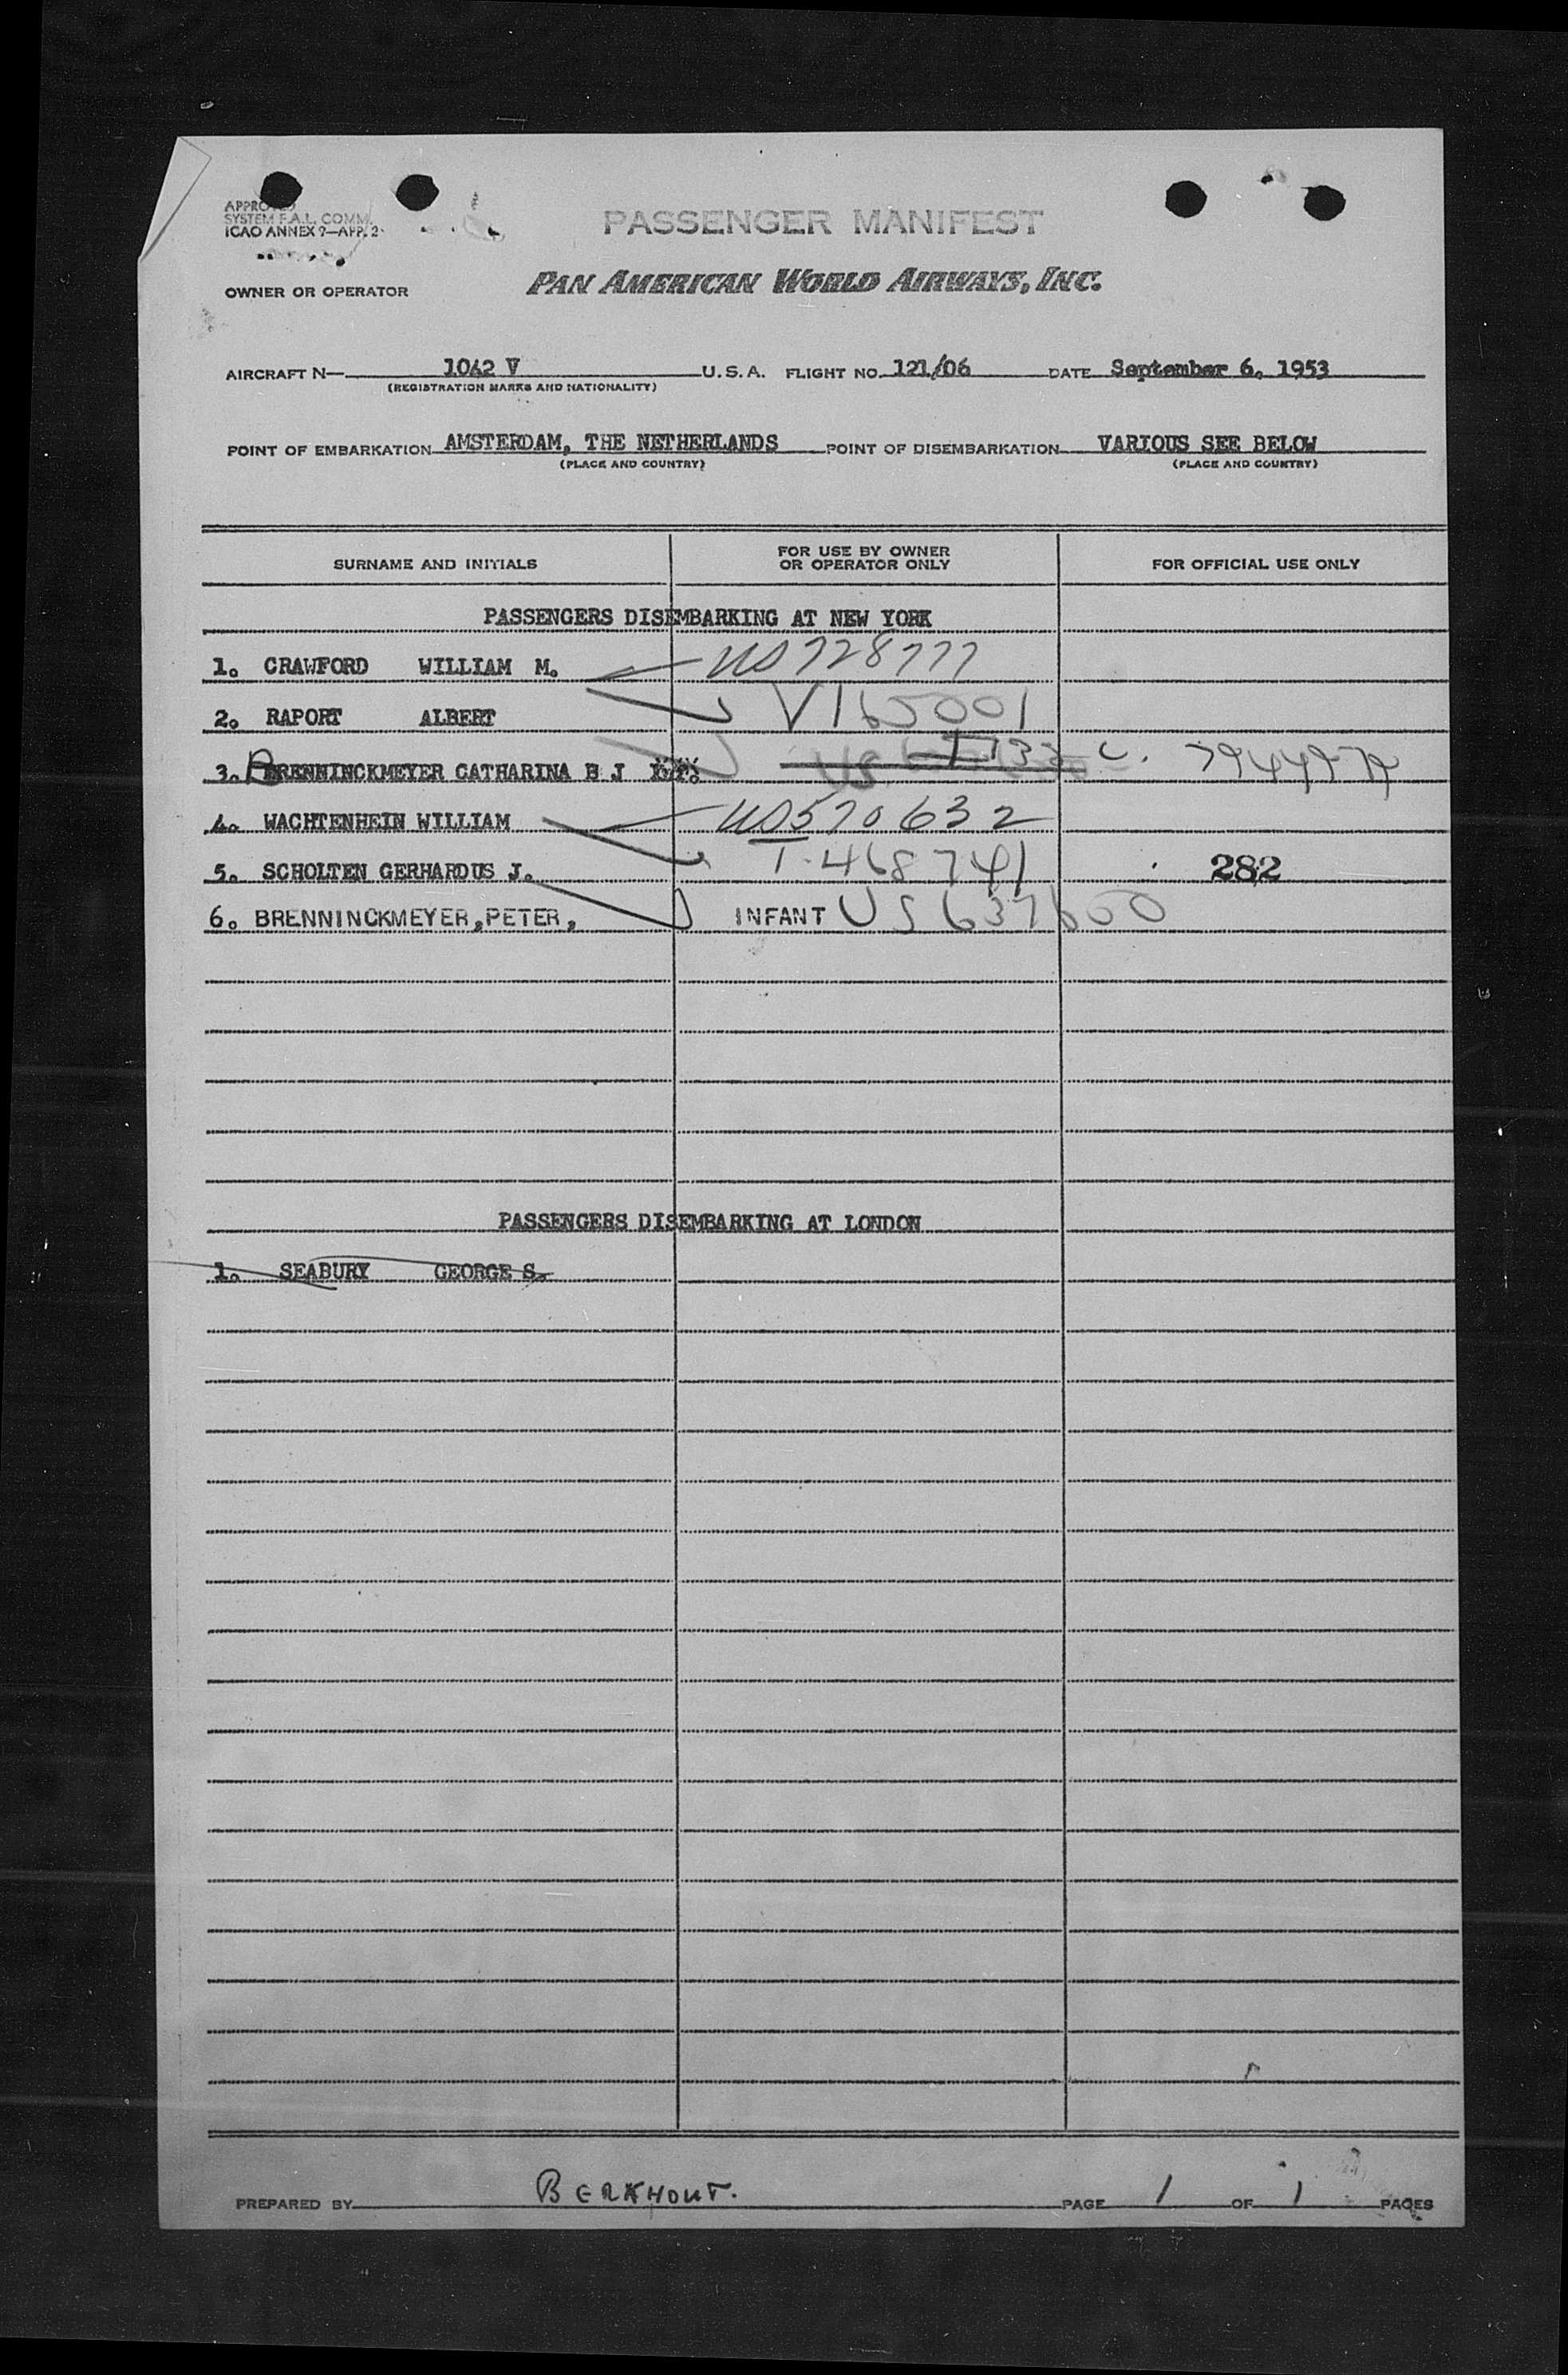 APPROVED
SYSTEM F.A.L. COMM.
ICAO ANNEX 9—APP. 2
PASSENGER MANIFEST
OWNER OR OPERATOR PAN AMERICAN WORLD AIRWAYS, INC.
AIRCRAFT N— 1042 V U.S.A. FLIGHT NO. 121/06 DATE September 6, 1953
(REGISTRATION MARKS AND NATIONALITY)
POINT OF EMBARKATION AMSTERDAM, THE NETHERLANDS POINT OF DISEMBARKATION VARIOUS SEE BELOW
(PLACE AND COUNTRY) (PLACE AND COUNTRY)
SURNAME AND INITIALS FOR USE BY OWNER OR OPERATOR ONLY FOR OFFICIAL USE ONLY
PASSENGERS DISEMBARKING AT NEW YORK
1. CRAWFORD WILLIAM M. US 728777
2. RAPORT ALBERT V165001
3. BRENNINCKMEYER CATHARINA B J
4. WACHTENHEIN WILLIAM US570632
5. SCHOLTEN GERHARDUS J. T.468741 282
6. BRENNINCKMEYER,PETER, INFANT US 637600
PASSENGERS DISEMBARKING AT LONDON
1. SEABURY GEORGE S.
PREPARED BY BERKHOUT. PAGE 1 OF 1 PAGES